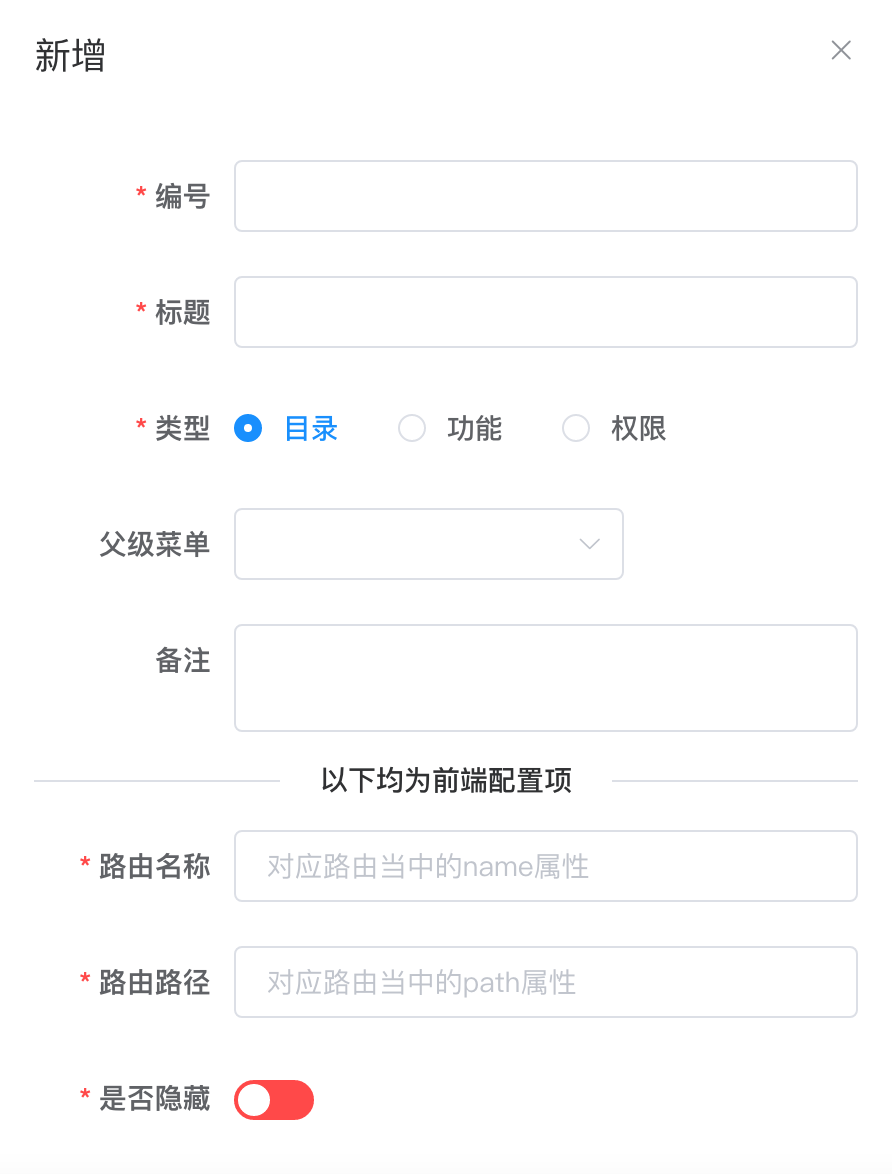 新增
* 编号
* 标题
* 类型 目录 功能 权限
父级菜单
备注
以下均为前端配置项
* 路由名称 对应路由当中的name属性
* 路由路径 对应路由当中的path属性
* 是否隐藏